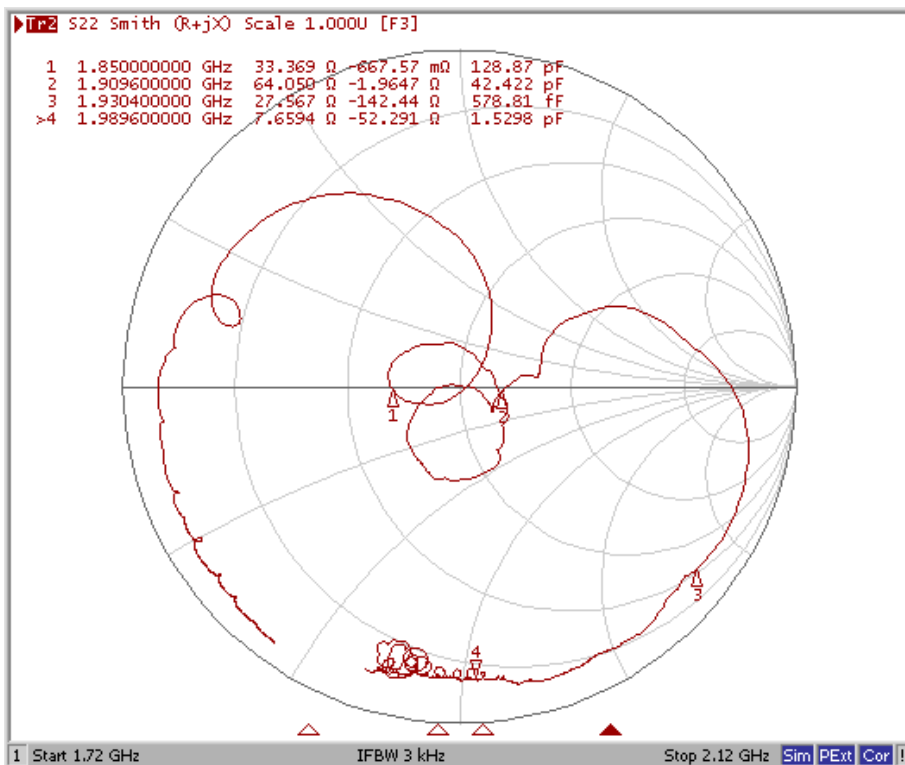 Tr2 S22 Smith (R+jX) Scale 1.000U [F3]
1 1.850000000 GHz 33.369 Ω -667.57 mΩ 128.87 pF
2 1.909600000 GHz 64.050 Ω -1.9647 Ω 42.422 pF
3 1.930400000 GHz 27.567 Ω -142.44 Ω 578.81 fF
>4 1.989600000 GHz 7.6594 Ω -52.291 Ω 1.5298 pF
1
2
3
4
1 Start 1.72 GHz IFBW 3 kHz Stop 2.12 GHz Sim PExt Cor !